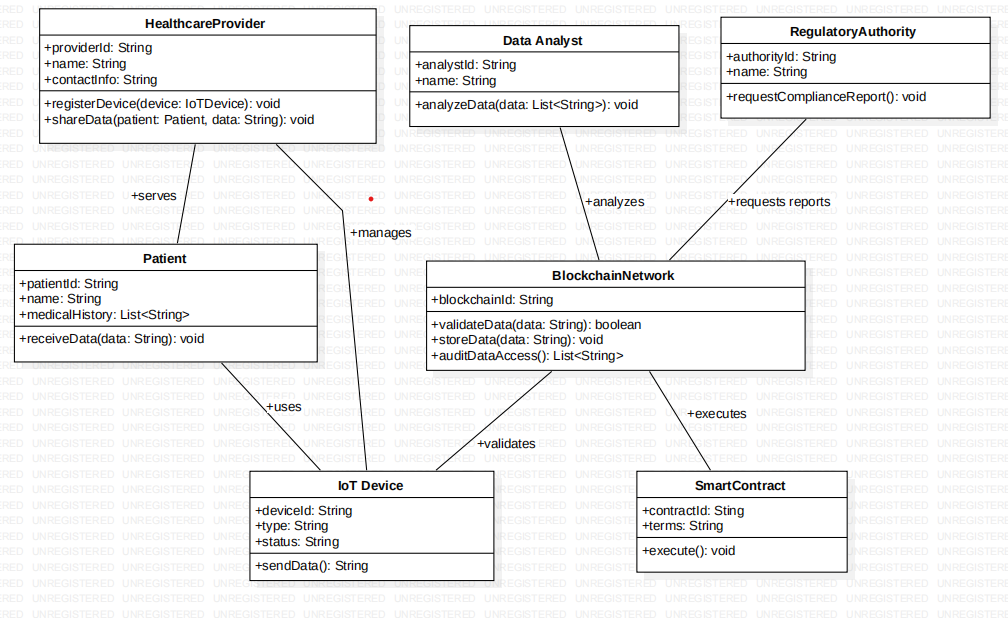 HealthcareProvider
+providerId: String
+name: String
+contactInfo: String
+registerDevice(device: IoTDevice): void
+shareData(patient: Patient, data: String): void
Data Analyst
+analystId: String
+name: String
+analyzeData(data: List<String>): void
RegulatoryAuthority
+authorityId: String
+name: String
+requestComplianceReport(): void
+serves
+manages
+analyzes
+requests reports
Patient
+patientId: String
+name: String
+medicalHistory: List<String>
+receiveData(data: String): void
BlockchainNetwork
+blockchainId: String
+validateData(data: String): boolean
+storeData(data: String): void
+auditDataAccess(): List<String>
+uses
+validates
+executes
IoT Device
+deviceId: String
+type: String
+status: String
+sendData(): String
SmartContract
+contractId: Sting
+terms: String
+execute(): void
UNREGISTERED